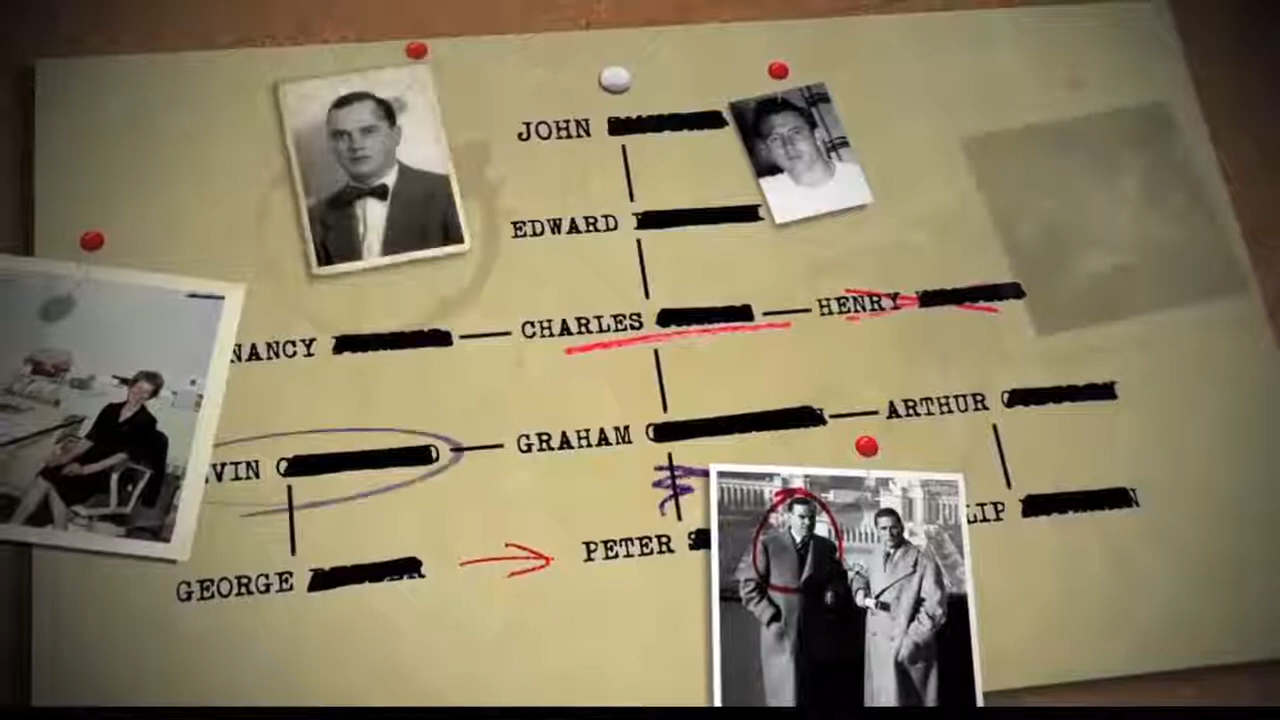 JOHN
EDWARD
NANCY CHARLES HENRY
VIN GRAHAM ARTHUR
GEORGE PETER LIP